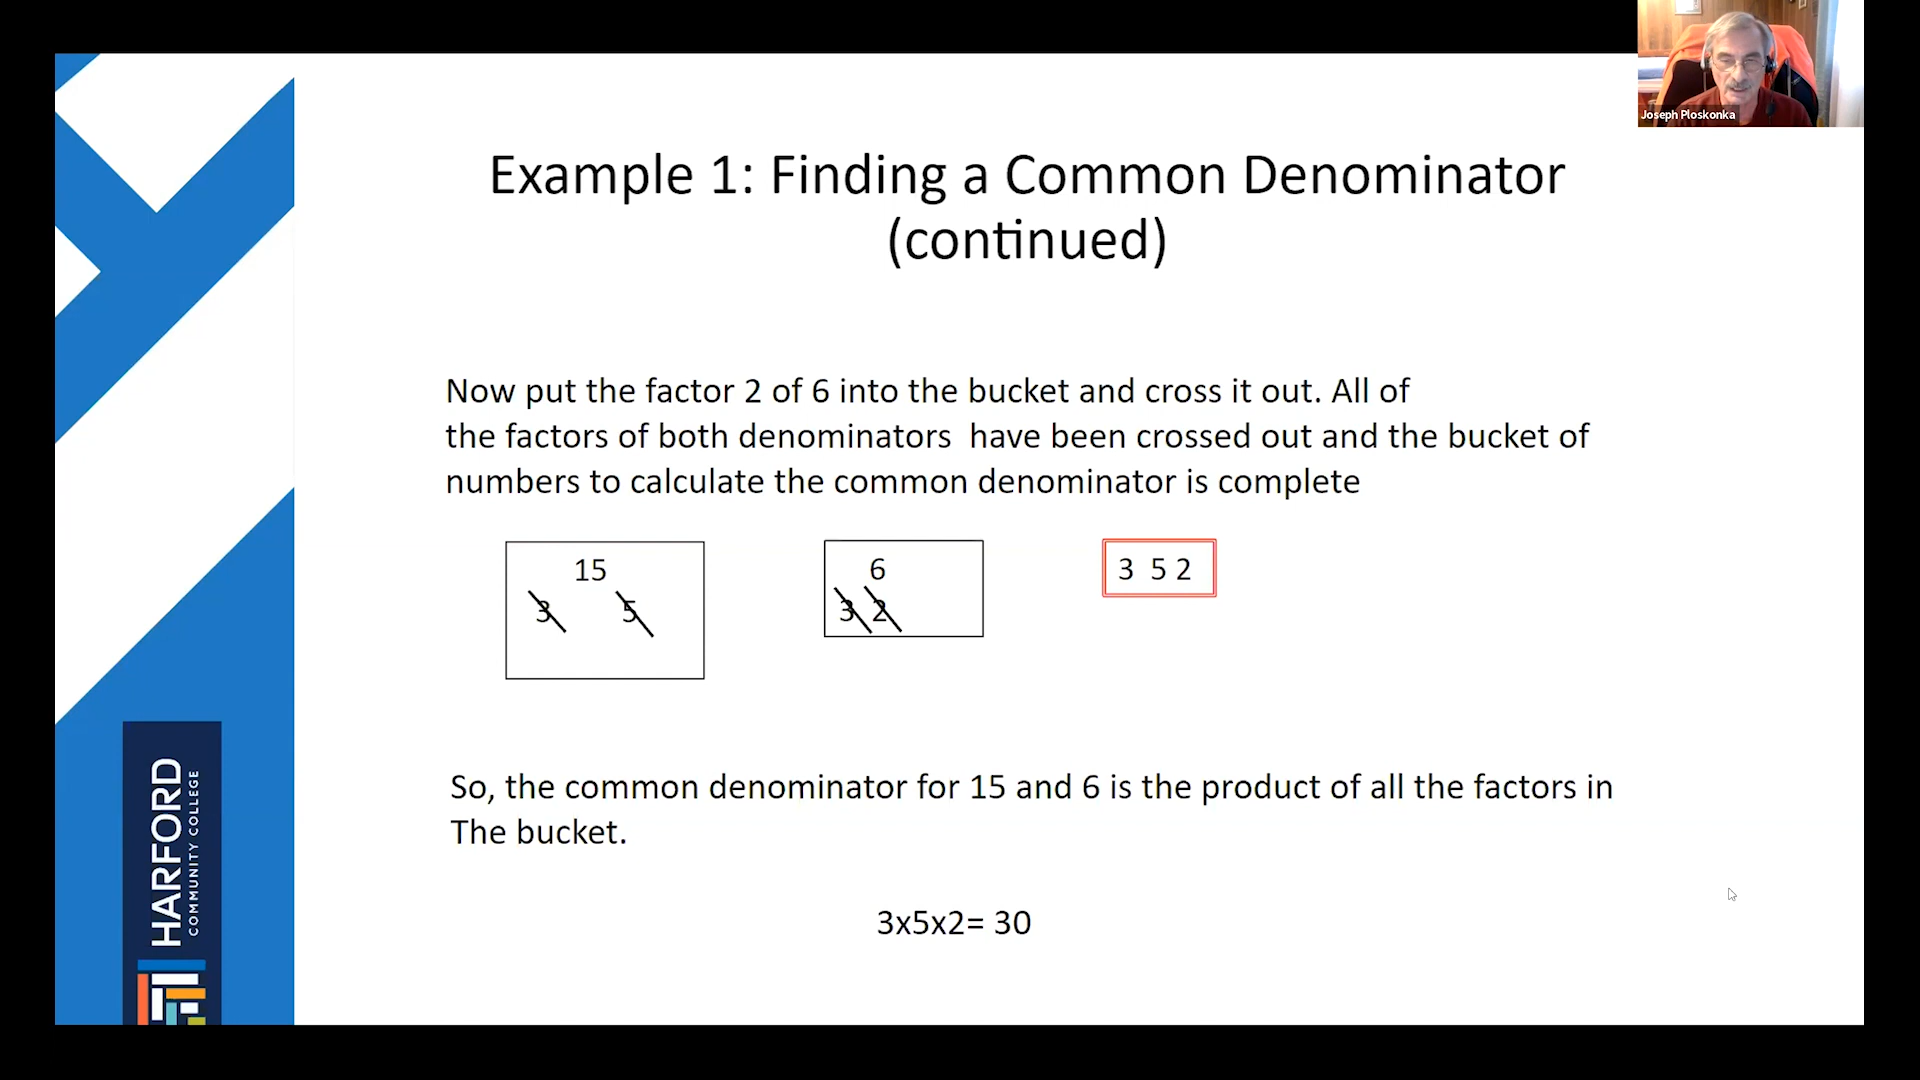 Joseph Ploskonka
Example 1: Finding a Common Denominator
(continued)
Now put the factor 2 of 6 into the bucket and cross it out. All of
the factors of both denominators  have been crossed out and the bucket of
numbers to calculate the common denominator is complete
15
3 5
6
3 2
3 5 2
So, the common denominator for 15 and 6 is the product of all the factors in
The bucket.
3x5x2= 30
HARFORD
COMMUNITY COLLEGE